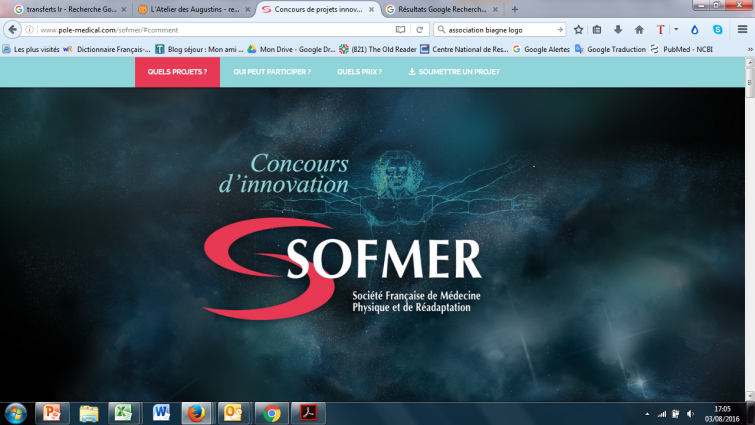 transferts lr - Recherche Go...
L'Atelier des Augustins - re...
Concours de projets innov...
Résultats Google Recherch...
www.pole-medical.com/sofmer/#comment
association biagne logo
Les plus visités
Dictionnaire Français-...
Blog séjour : Mon ami ...
Mon Drive - Google Dr...
(821) The Old Reader
Centre National de Res...
Google Alertes
Google Traduction
PubMed - NCBI
QUELS PROJETS ?
QUI PEUT PARTICIPER ?
QUELS PRIX ?
SOUMETTRE UN PROJET
Concours
d'innovation
SOFMER
Société Française de Médecine
Physique et de Réadaptation
17:05
03/08/2016